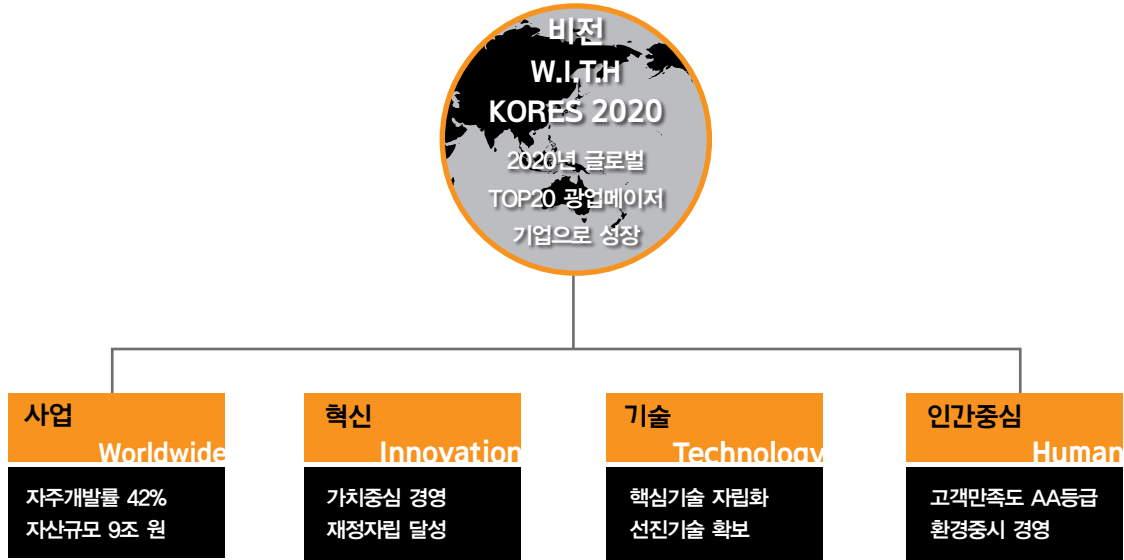 비전
W.I.T.H
KORES 2020
2020년 글로벌
TOP20 광업메이저
기업으로 성장
사업
Worldwide
자주개발률 42%
자산규모 9조 원
혁신
Innovation
가치중심 경영
재정자립 달성
기술
Technology
핵심기술 자립화
선진기술 확보
인간중심
Human
고객만족도 AA등급
환경중시 경영